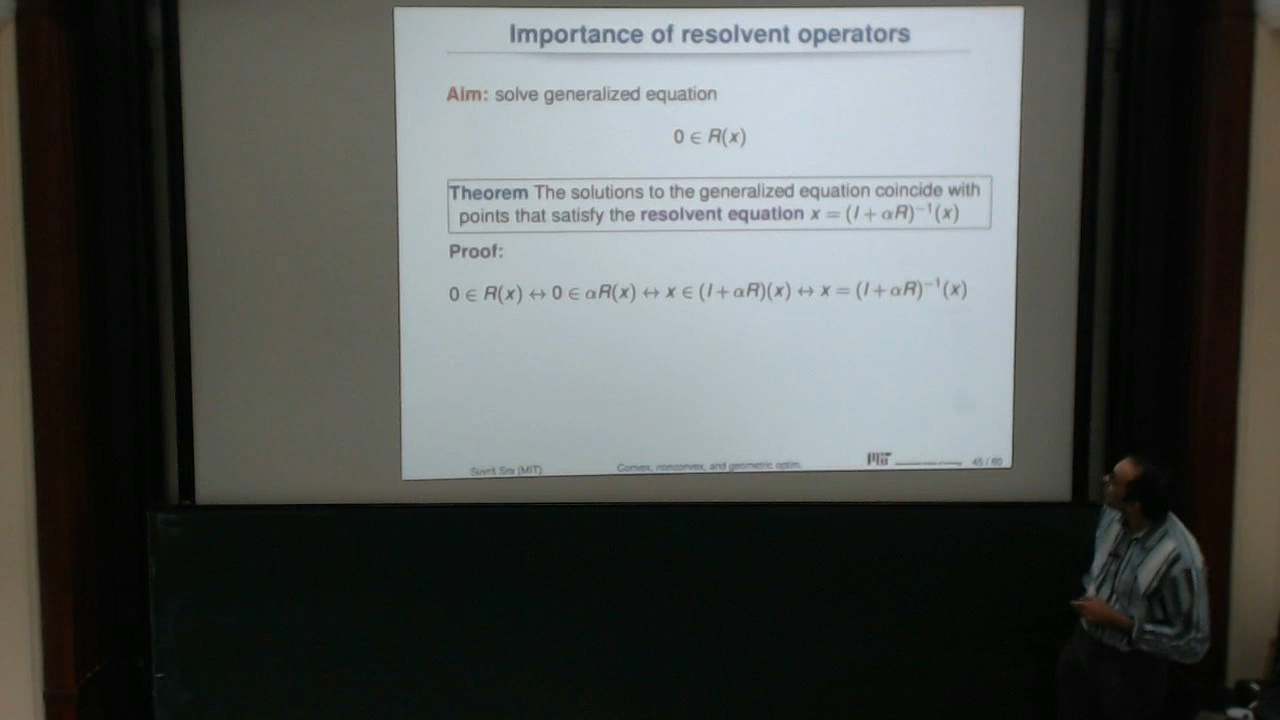 Importance of resolvent operators
Aim: solve generalized equation
0 ∈ R(x)
Theorem The solutions to the generalized equation coincide with
points that satisfy the resolvent equation x = (I + αR)⁻¹(x)
Proof:
0 ∈ R(x) ↔ 0 ∈ αR(x) ↔ x ∈ (I + αR)(x) ↔ x = (I + αR)⁻¹(x)
Suvrit Sra (MIT)
Convex, nonconvex, and geometric optim.
45 / 60